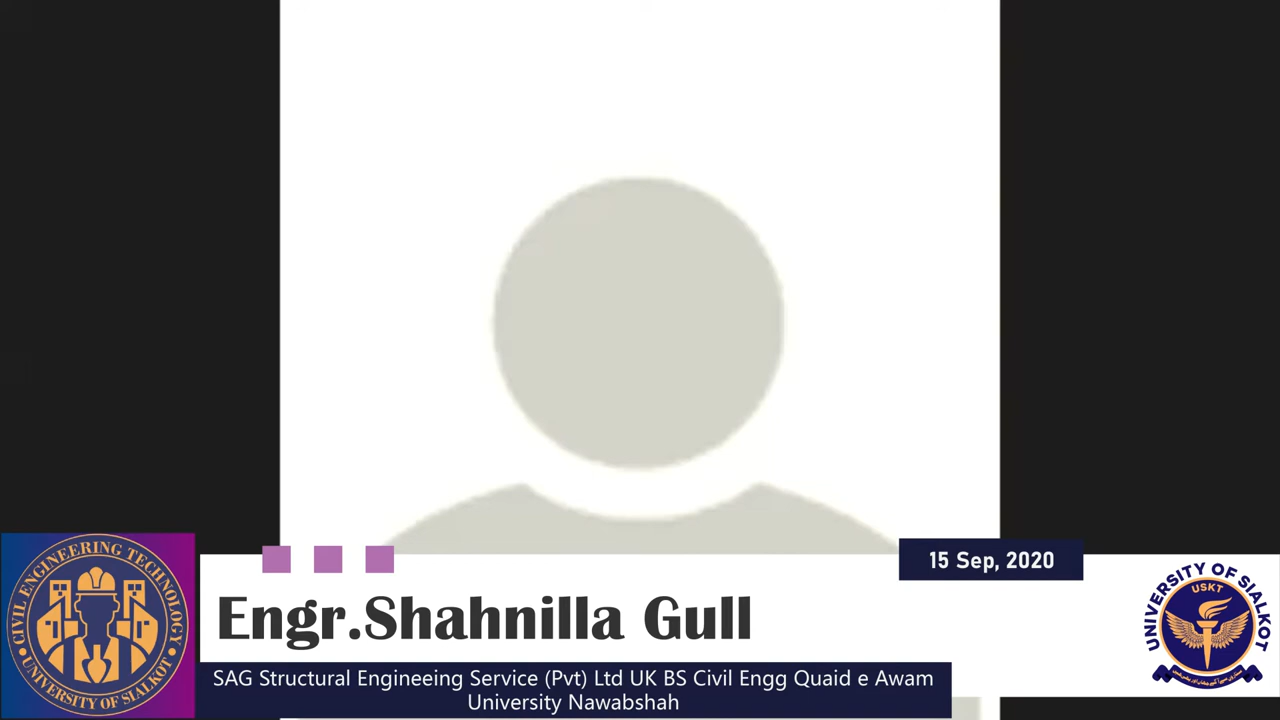 15 Sep, 2020
Engr.Shahnilla Gull
SAG Structural Engineeing Service (Pvt) Ltd UK BS Civil Engg Quaid e Awam
University Nawabshah
CIVIL ENGINEERING TECHNOLOGY
UNIVERSITY OF SIALKOT
UNIVERSITY OF SIALKOT
USKT